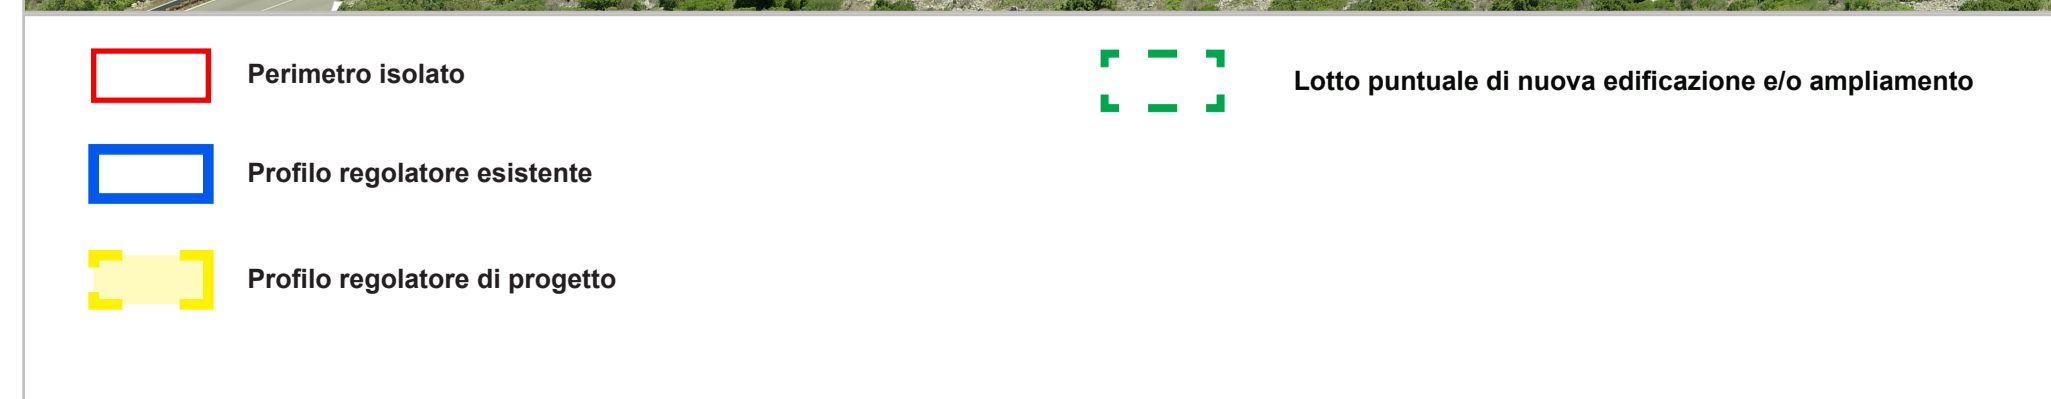 Perimetro isolato
Lotto puntuale di nuova edificazione e/o ampliamento
Profilo regolatore esistente
Profilo regolatore di progetto